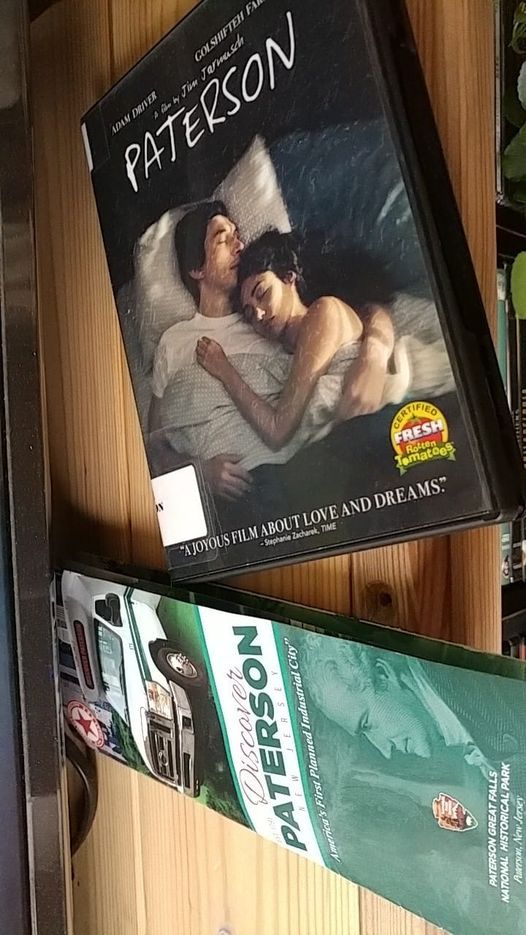 ADAM DRIVER
GOLSHIFTEH
A film by Jim Jarmusch
PATERSON
CERTIFIED
FRESH
Rotten
Tomatoes
"A JOYOUS FILM ABOUT LOVE AND DREAMS."
- Stephanie Zacharek, TIME
Discover
PATERSON
NEW JERSEY
"America's First Planned Industrial City"
PATERSON GREAT FALLS
NATIONAL HISTORICAL PARK
Paterson, New Jersey